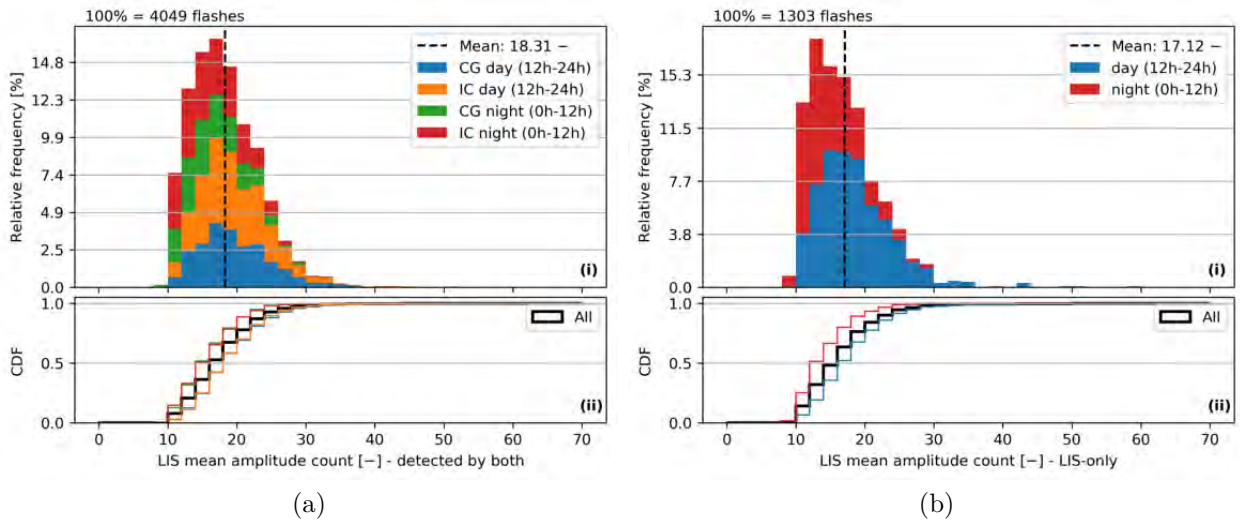 100% = 4049 flashes
Relative frequency [%]
14.8
12.3
9.9
7.4
4.9
2.5
0.0
Mean: 18.31 −
CG day (12h-24h)
IC day (12h-24h)
CG night (0h-12h)
IC night (0h-12h)
(i)
CDF
1.0
0.5
0.0
All
(ii)
0 10 20 30 40 50 60 70
LIS mean amplitude count [−] - detected by both
(a)
100% = 1303 flashes
Relative frequency [%]
15.3
11.5
7.7
3.8
0.0
Mean: 17.12 −
day (12h-24h)
night (0h-12h)
(i)
CDF
1.0
0.5
0.0
All
(ii)
0 10 20 30 40 50 60 70
LIS mean amplitude count [−] - LIS-only
(b)